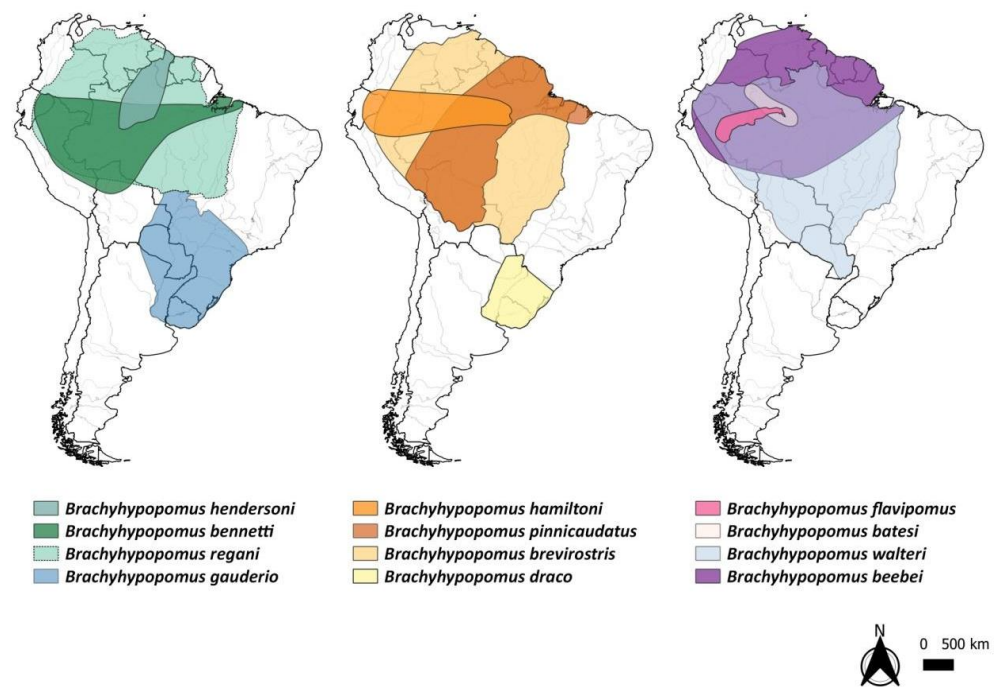 Brachyhypopomus hendersoni
Brachyhypopomus bennetti
Brachyhypopomus regani
Brachyhypopomus gauderio
Brachyhypopomus hamiltoni
Brachyhypopomus pinnicaudatus
Brachyhypopomus brevirostris
Brachyhypopomus draco
Brachyhypopomus flavipomus
Brachyhypopomus batesi
Brachyhypopomus walteri
Brachyhypopomus beebei
N
0 500 km